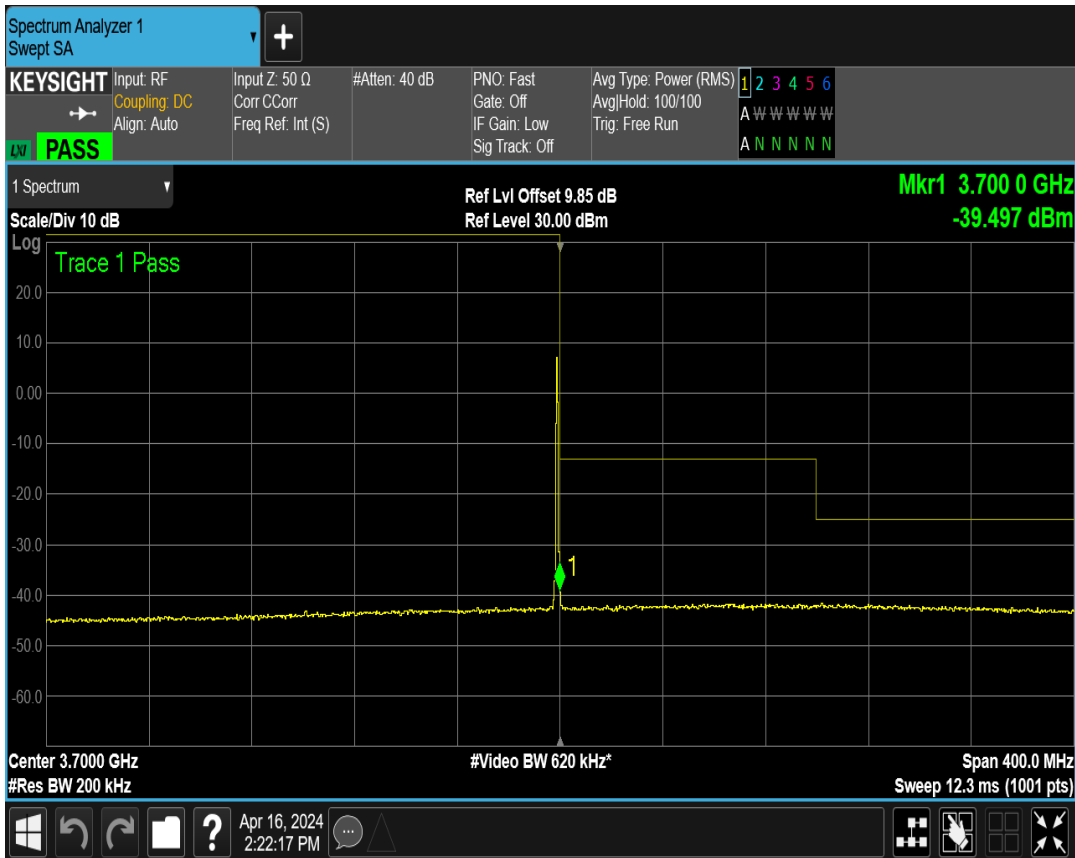 Spectrum Analyzer 1
Swept SA
+
KEYSIGHT
LXI PASS
Input: RF
Coupling: DC
Align: Auto
Input Z: 50 Ω
Corr CCorr
Freq Ref: Int (S)
#Atten: 40 dB
PNO: Fast
Gate: Off
IF Gain: Low
Sig Track: Off
Avg Type: Power (RMS)
Avg|Hold: 100/100
Trig: Free Run
1 2 3 4 5 6
A W W W W W
A N N N N N
1 Spectrum
Scale/Div 10 dB
Ref Lvl Offset 9.85 dB
Ref Level 30.00 dBm
Mkr1 3.700 0 GHz
-39.497 dBm
Log
Trace 1 Pass
20.0
10.0
0.00
-10.0
-20.0
-30.0
1
-40.0
-50.0
-60.0
Center 3.7000 GHz
#Video BW 620 kHz*
Span 400.0 MHz
#Res BW 200 kHz
Sweep 12.3 ms (1001 pts)
?
Apr 16, 2024
2:22:17 PM